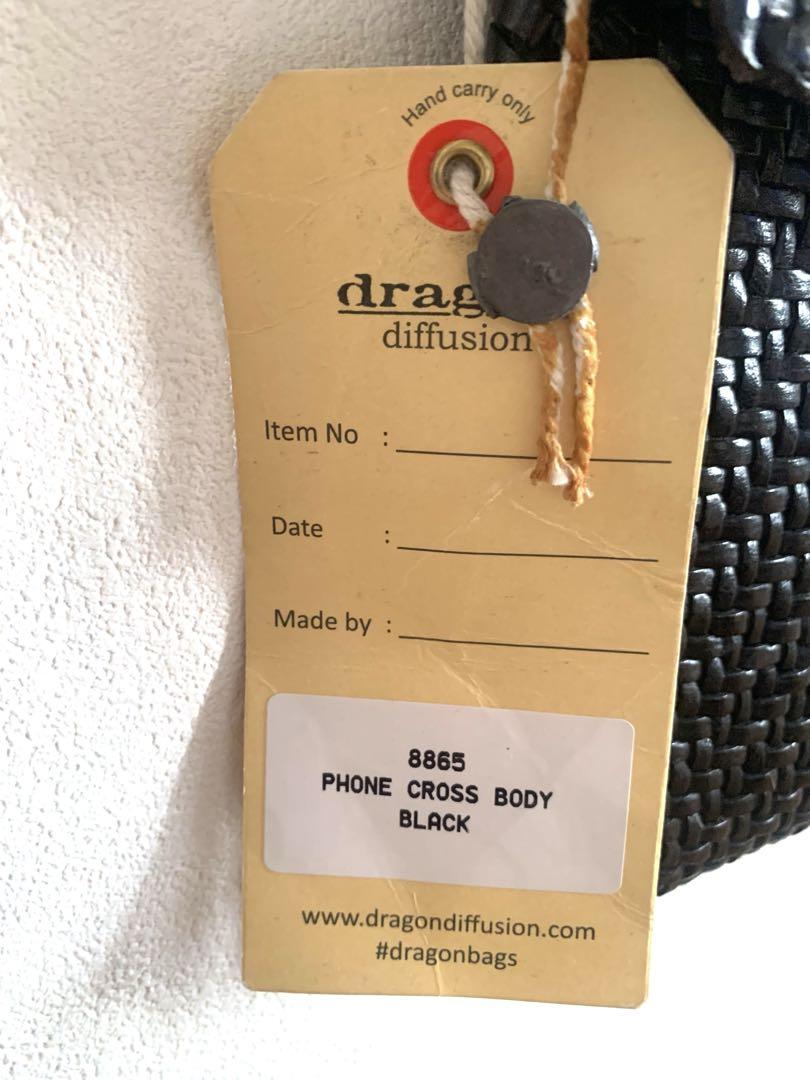 Hand carry only
drag
diffusion
Item No :
Date :
Made by :
8865
PHONE CROSS BODY
BLACK
www.dragondiffusion.com
#dragonbags